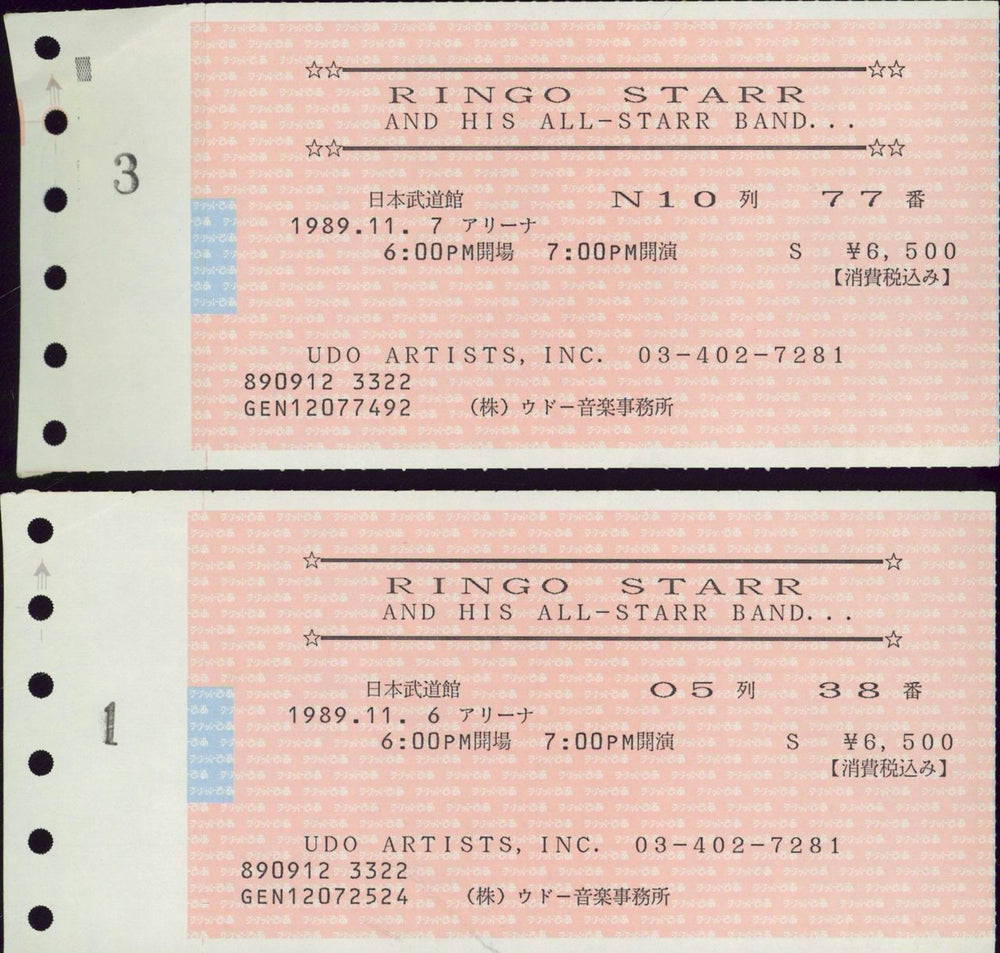 3
☆☆ ☆☆
RINGO STARR
AND HIS ALL-STARR BAND...
☆☆ ☆☆
日本武道館 N10 列 77 番
1989.11. 7 アリーナ
6:00PM開場 7:00PM開演 S ¥6,500
【消費税込み】
UDO ARTISTS, INC. 03-402-7281
890912 3322
GEN12077492 (株)ウドー音楽事務所
1
☆ ☆
RINGO STARR
AND HIS ALL-STARR BAND...
☆ ☆
日本武道館 O5 列 38 番
1989.11. 6 アリーナ
6:00PM開場 7:00PM開演 S ¥6,500
【消費税込み】
UDO ARTISTS, INC. 03-402-7281
890912 3322
GEN12072524 (株)ウドー音楽事務所